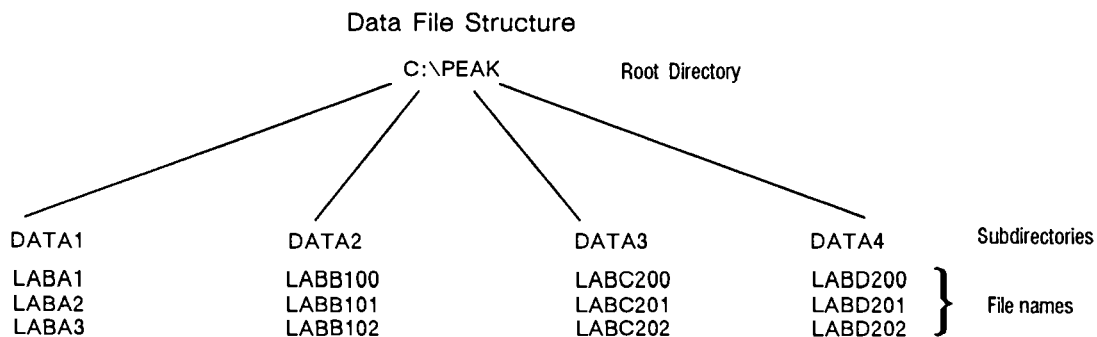 Data File Structure
C:\PEAK Root Directory
DATA1 DATA2 DATA3 DATA4 Subdirectories
LABA1 LABB100 LABC200 LABD200
LABA2 LABB101 LABC201 LABD201 File names
LABA3 LABB102 LABC202 LABD202